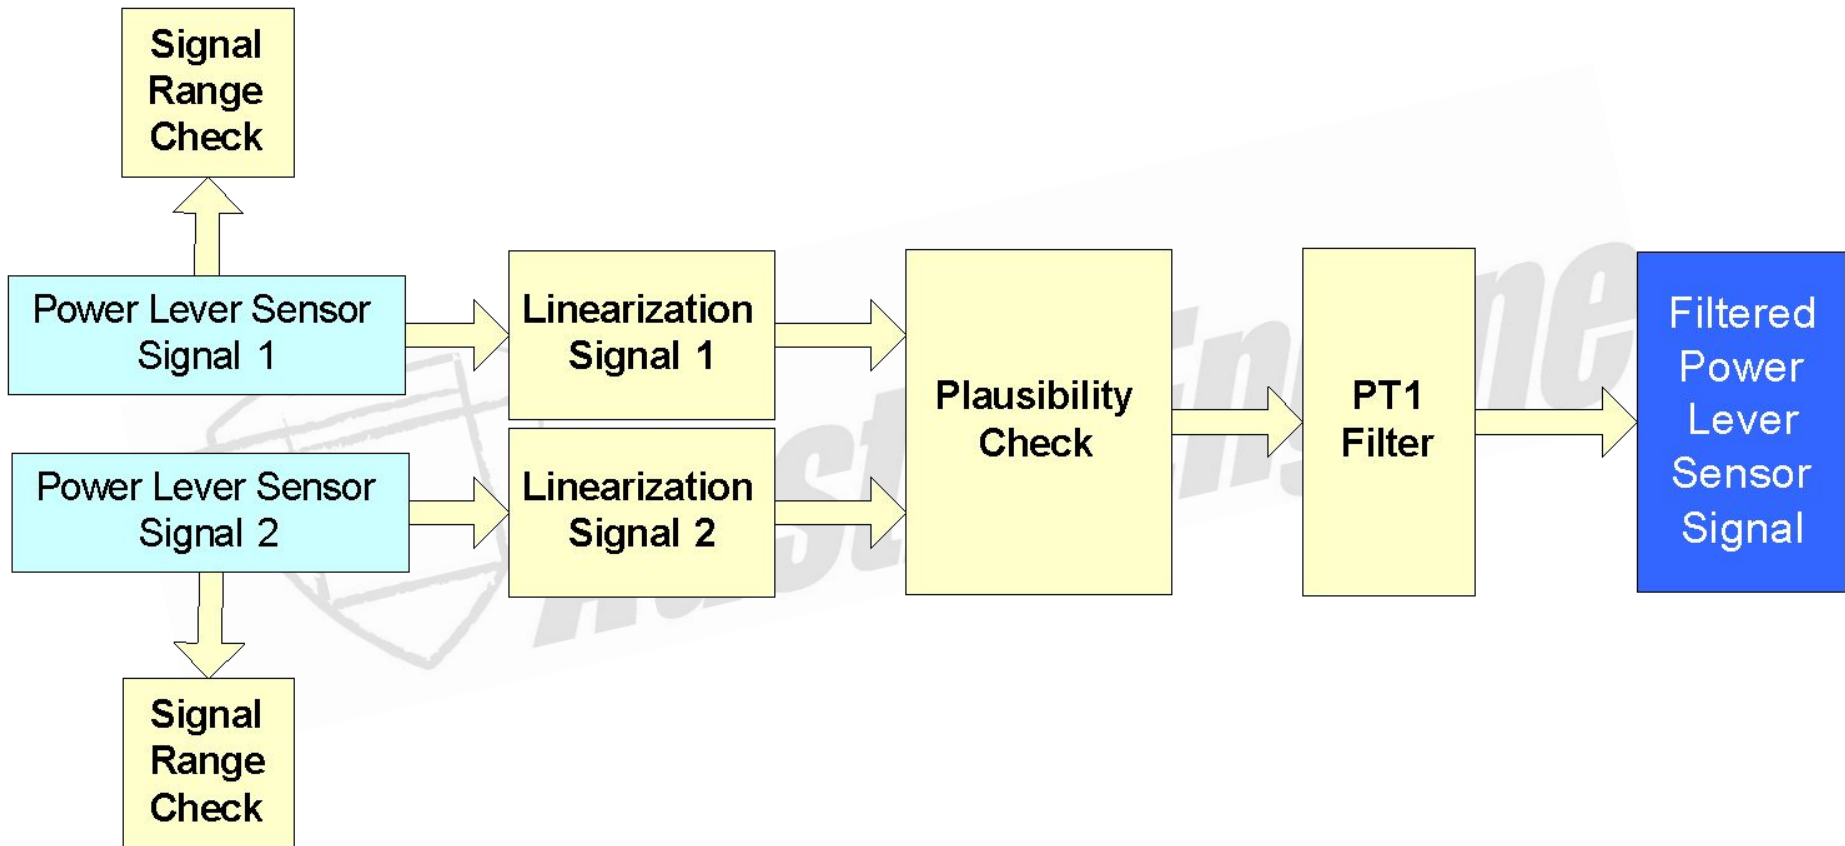 Signal
Range
Check
Power Lever Sensor
Signal 1
Linearization
Signal 1
Power Lever Sensor
Signal 2
Linearization
Signal 2
Plausibility
Check
PT1
Filter
Filtered
Power
Lever
Sensor
Signal
Signal
Range
Check